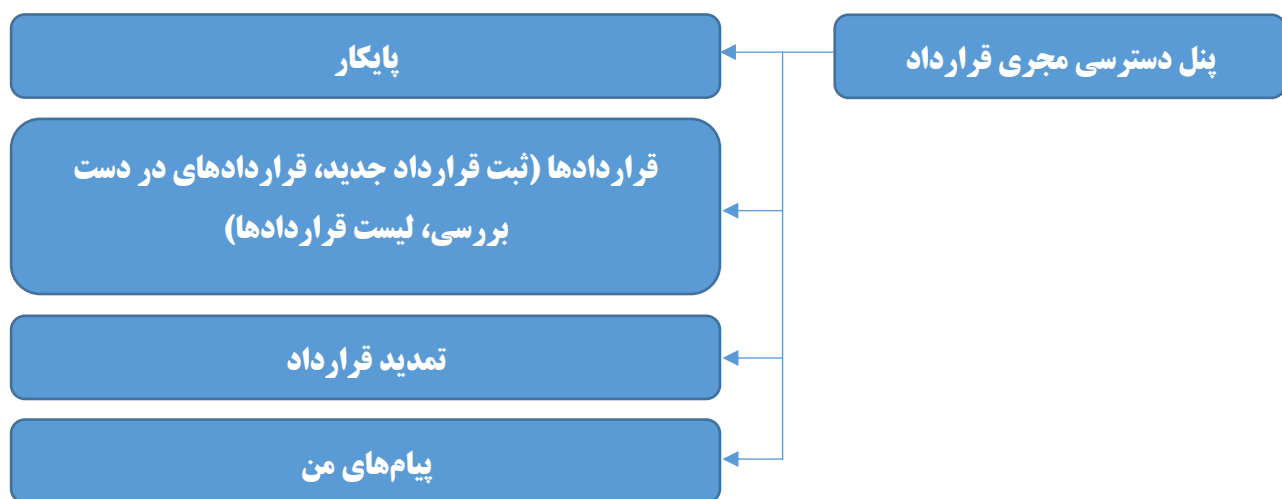 پنل دسترسی مجری قرارداد
پایکار
قراردادها (ثبت قرارداد جدید، قراردادهای در دست
بررسی، لیست قراردادها)
تمدید قرارداد
پیام‌های من